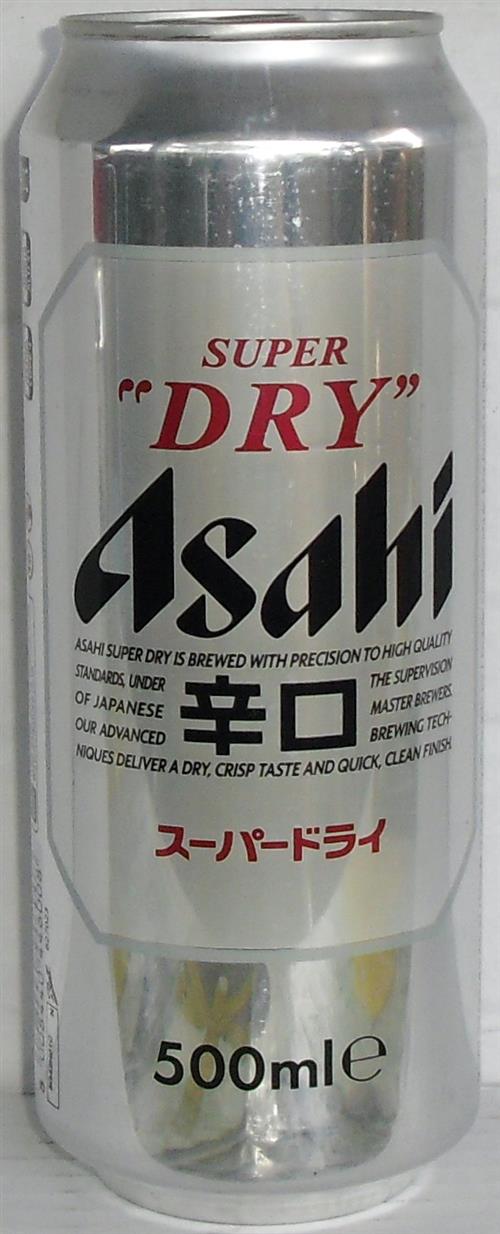 SUPER
"DRY"
Asahi
ASAHI SUPER DRY IS BREWED WITH PRECISION TO HIGH QUALITY
STANDARDS, UNDER THE SUPERVISION
OF JAPANESE MASTER BREWERS.
辛口
OUR ADVANCED BREWING TECH-
NIQUES DELIVER A DRY, CRISP TASTE AND QUICK, CLEAN FINISH.
スーパードライ
500ml℮